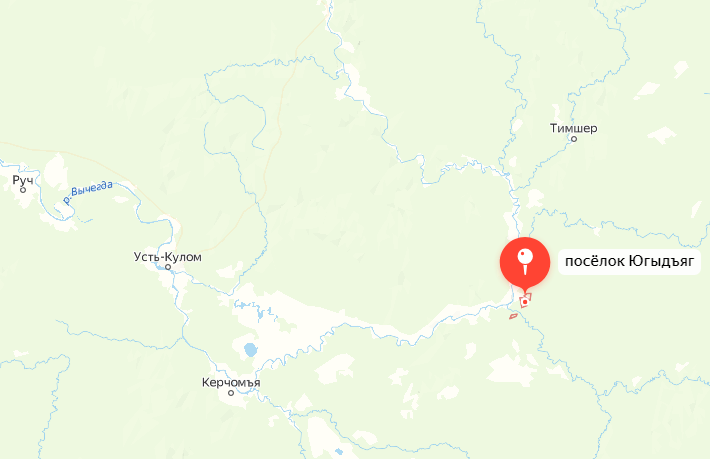 Тимшер
Руч
р. Вычегда
Усть-Кулом
посёлок Югыдъяг
Керчомъя